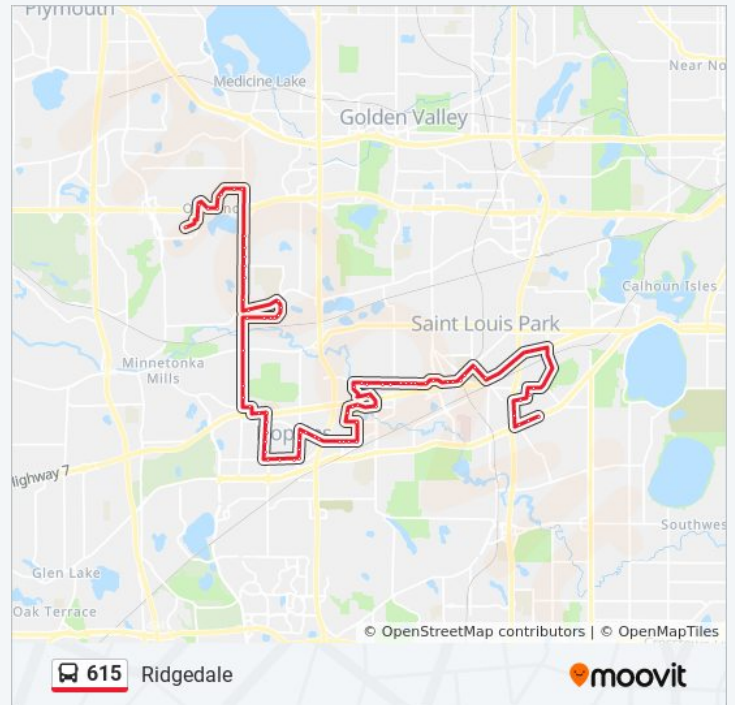 Plymouth
Medicine Lake
Near No
Golden Valley
Calhoun Isles
Saint Louis Park
Minnetonka
Mills
Highway 7
Southwes
Glen Lake
Oak Terrace
© OpenStreetMap contributors | © OpenMapTiles
615 Ridgedale
moovit